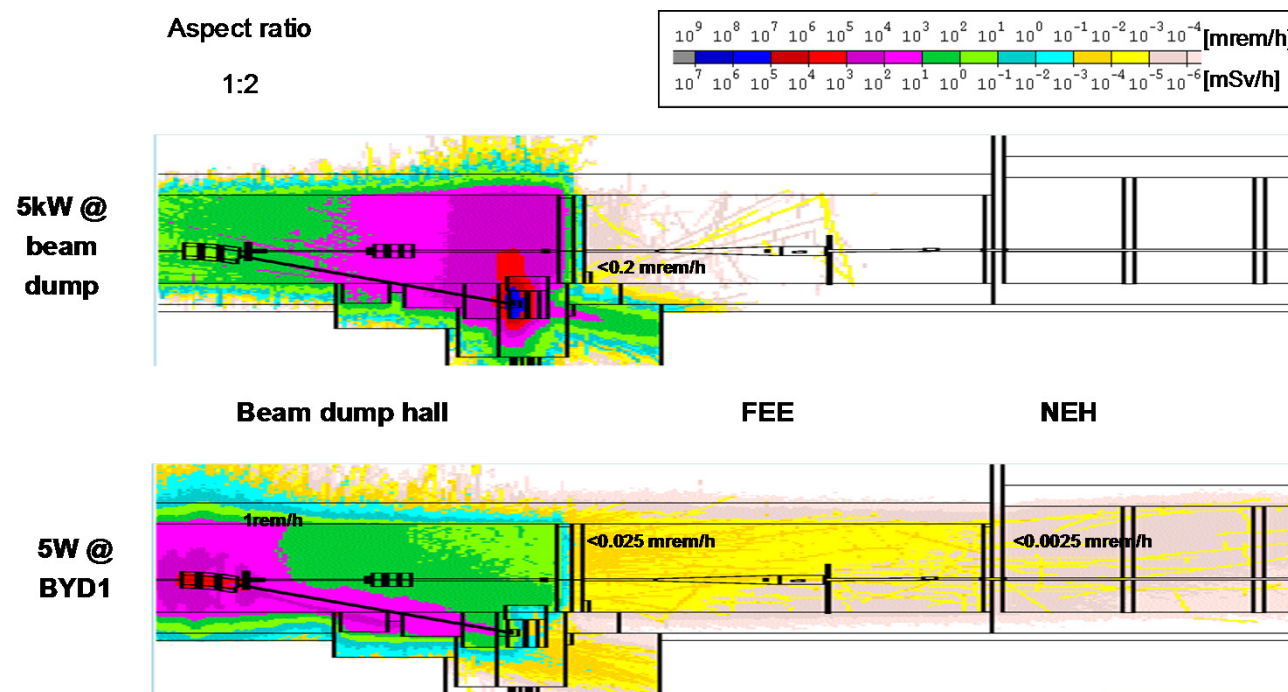 Aspect ratio
1:2
10⁹ 10⁸ 10⁷ 10⁶ 10⁵ 10⁴ 10³ 10² 10¹ 10⁰ 10⁻¹ 10⁻² 10⁻³ 10⁻⁴ [mrem/h]
10⁷ 10⁶ 10⁵ 10⁴ 10³ 10² 10¹ 10⁰ 10⁻¹ 10⁻² 10⁻³ 10⁻⁴ 10⁻⁵ 10⁻⁶ [mSv/h]
5kW @
beam
dump
<0.2 mrem/h
Beam dump hall FEE NEH
1rem/h
5W @
BYD1
<0.025 mrem/h
<0.0025 mrem/h